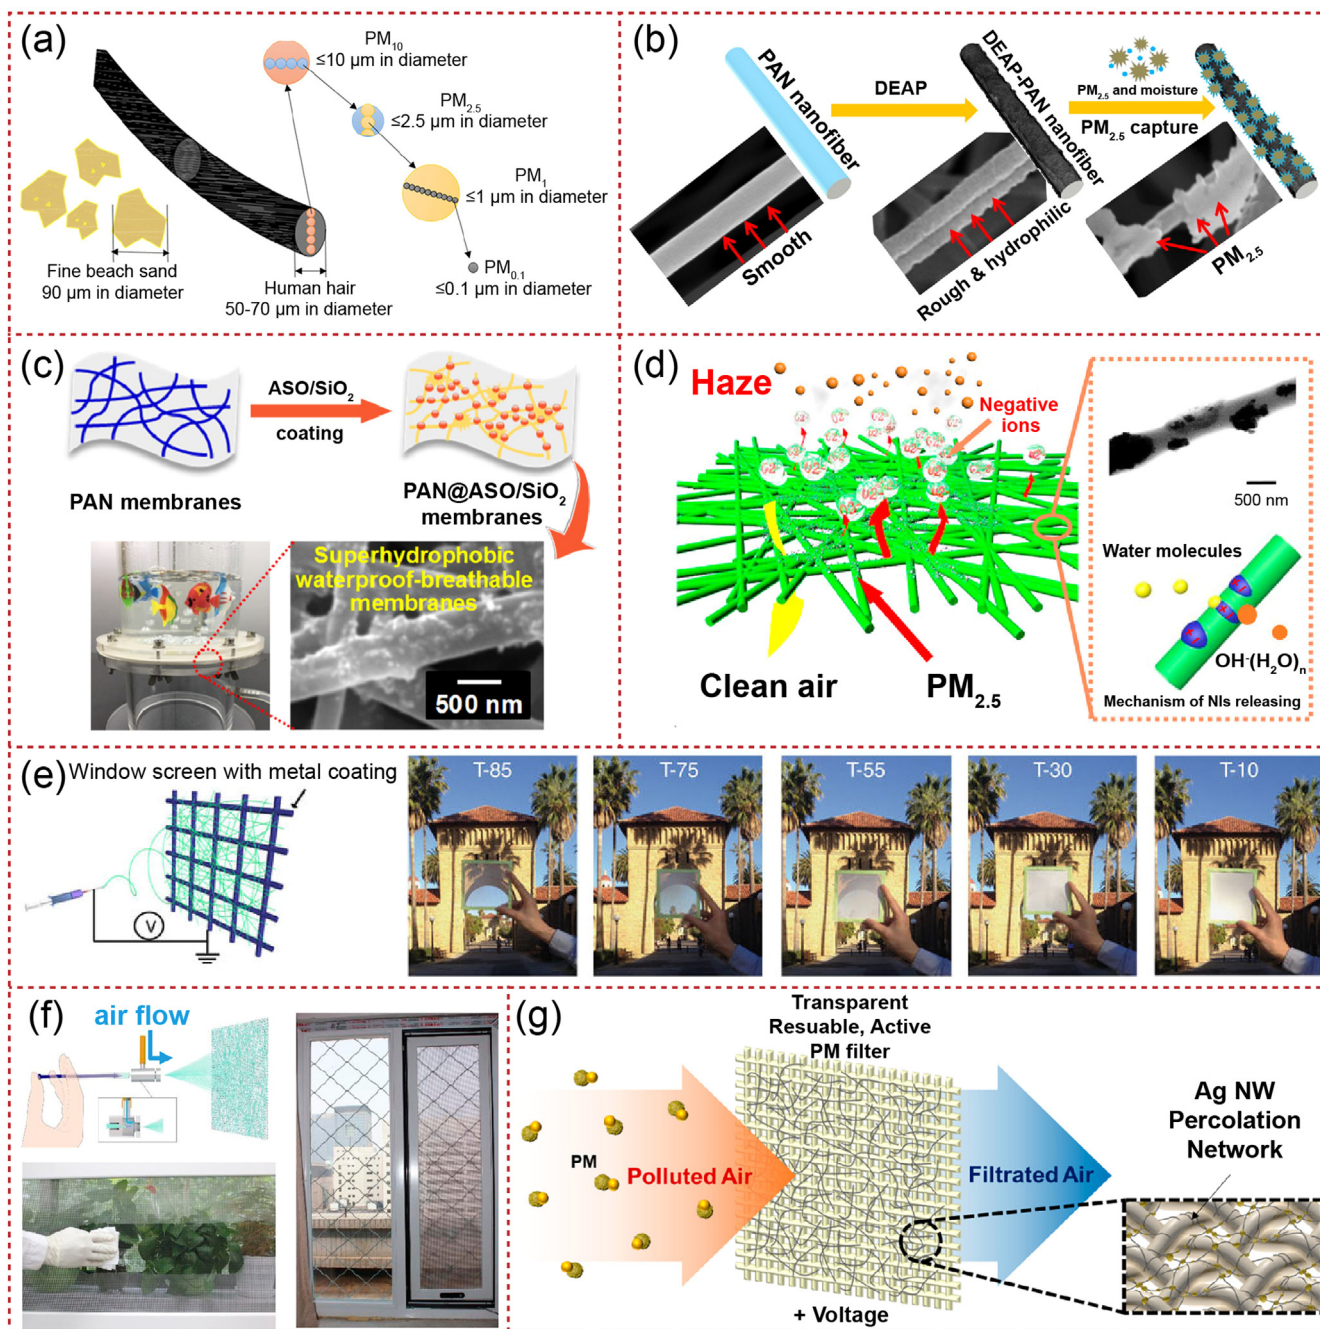 (a)
PM10
≤10 μm in diameter
PM2.5
≤2.5 μm in diameter
PM1
≤1 μm in diameter
PM0.1
≤0.1 μm in diameter
Fine beach sand
90 μm in diameter
Human hair
50-70 μm in diameter
(b)
PAN nanofiber
DEAP
DEAP-PAN nanofiber
PM2.5 and moisture
PM2.5 capture
Smooth
Rough & hydrophilic
PM2.5
(c)
ASO/SiO2
coating
PAN membranes
PAN@ASO/SiO2
membranes
Superhydrophobic
waterproof-breathable
membranes
500 nm
(d)
Haze
Negative
ions
Clean air
PM2.5
500 nm
Water molecules
OH-(H2O)n
Mechanism of NIs releasing
(e)
Window screen with metal coating
V
T-85
T-75
T-55
T-30
T-10
(f)
air flow
(g)
Transparent
Resuable, Active
PM filter
PM
Polluted Air
Filtrated Air
+ Voltage
Ag NW
Percolation
Network